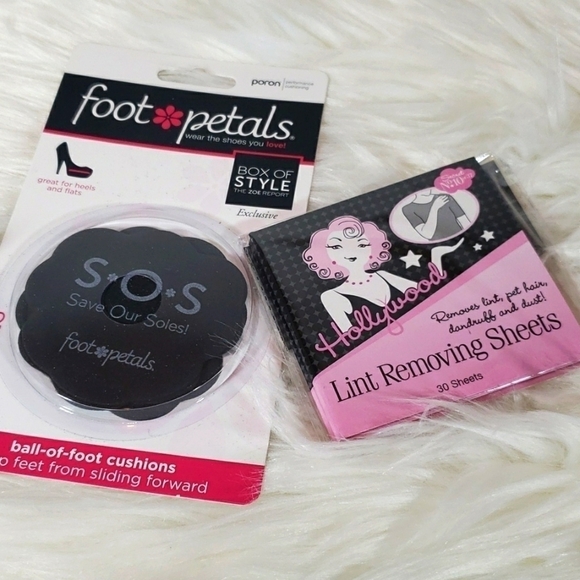 poron
performance
cushioning
foot petals®
wear the shoes you love!
great for heels
and flats
BOX OF
STYLE
THE ZOE REPORT
Exclusive
S*O*S
Save Our Soles!
foot petals.
ball-of-foot cushions
p feet from sliding forward
Hollywood
Removes lint, pet hair,
dandruff and dust!
Lint Removing Sheets
30 Sheets